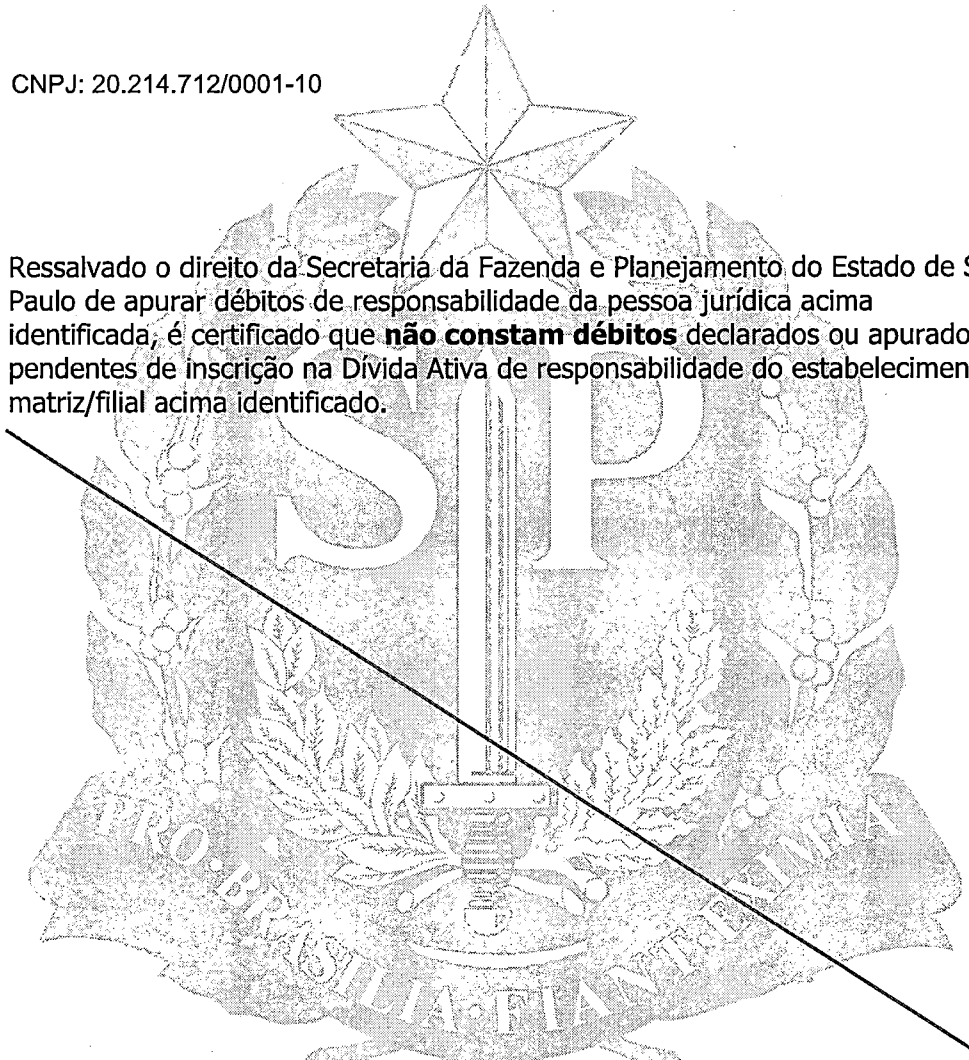 CNPJ: 20.214.712/0001-10
Ressalvado o direito da Secretaria da Fazenda e Planejamento do Estado de S
Paulo de apurar débitos de responsabilidade da pessoa jurídica acima
identificada, é certificado que não constam débitos declarados ou apurado
pendentes de inscrição na Dívida Ativa de responsabilidade do estabelecimen
matriz/filial acima identificado.
SP
PRO·BRASILIA·FIANT·EXIMIA